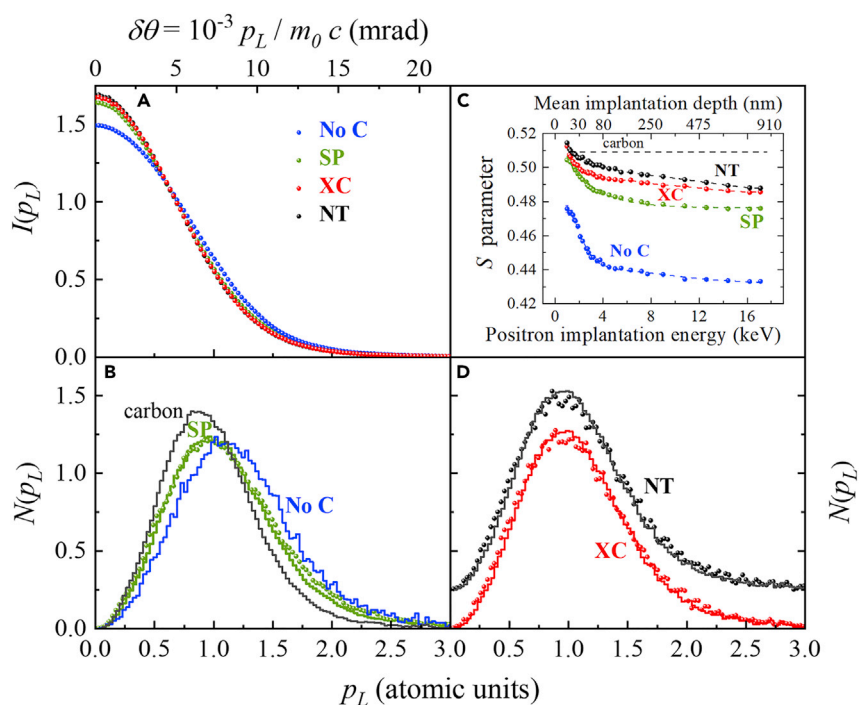 δθ = 10⁻³ p_L / m₀ c (mrad)
0 5 10 15 20
A
1.5
1.0
0.5
0.0
I(p_L)
No C
SP
XC
NT
C
Mean implantation depth (nm)
30 80 250 475 910
0.52
0.50
0.48
0.46
0.44
0.42
S parameter
carbon
NT
XC
SP
No C
0 4 8 12 16
Positron implantation energy (keV)
B
1.5
1.0
0.5
0.0
N(p_L)
carbon
SP
No C
0.0 0.5 1.0 1.5 2.0 2.5 3.0
D
NT
XC
N(p_L)
0.5 1.0 1.5 2.0 2.5 3.0
p_L (atomic units)